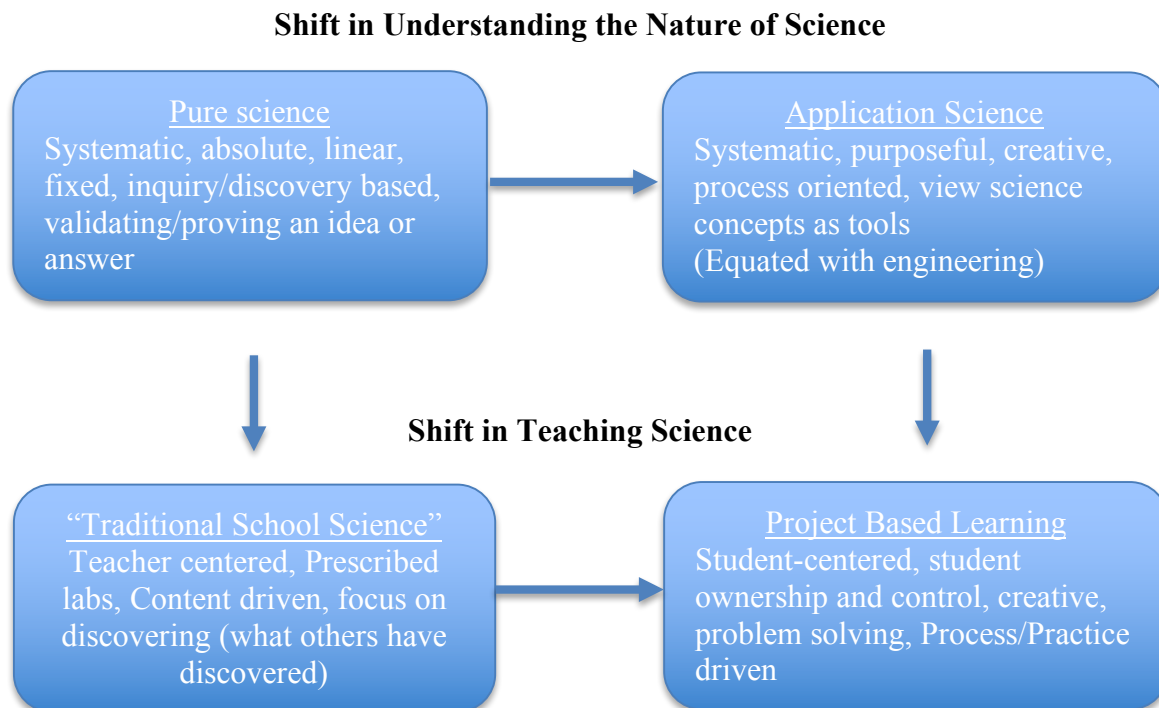 Shift in Understanding the Nature of Science
Pure science
Systematic, absolute, linear,
fixed, inquiry/discovery based,
validating/proving an idea or
answer
Application Science
Systematic, purposeful, creative,
process oriented, view science
concepts as tools
(Equated with engineering)
Shift in Teaching Science
“Traditional School Science”
Teacher centered, Prescribed
labs, Content driven, focus on
discovering (what others have
discovered)
Project Based Learning
Student-centered, student
ownership and control, creative,
problem solving, Process/Practice
driven